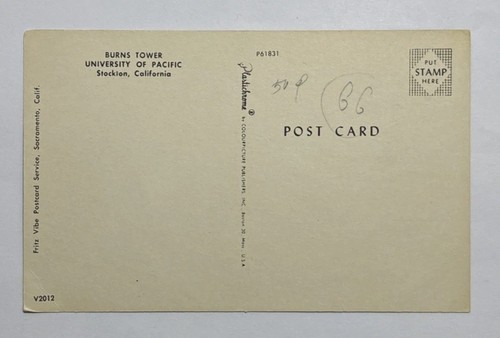 BURNS TOWER
UNIVERSITY OF PACIFIC
Stockton, California
Fritz Vibe Postcard Service, Sacramento, Calif.
V2012
P61831
Plastichrome ® by COLOURPICTURE PUBLISHERS, INC., Boston 30, Mass., U.S.A.
50¢
66
POST CARD
PUT
STAMP
HERE